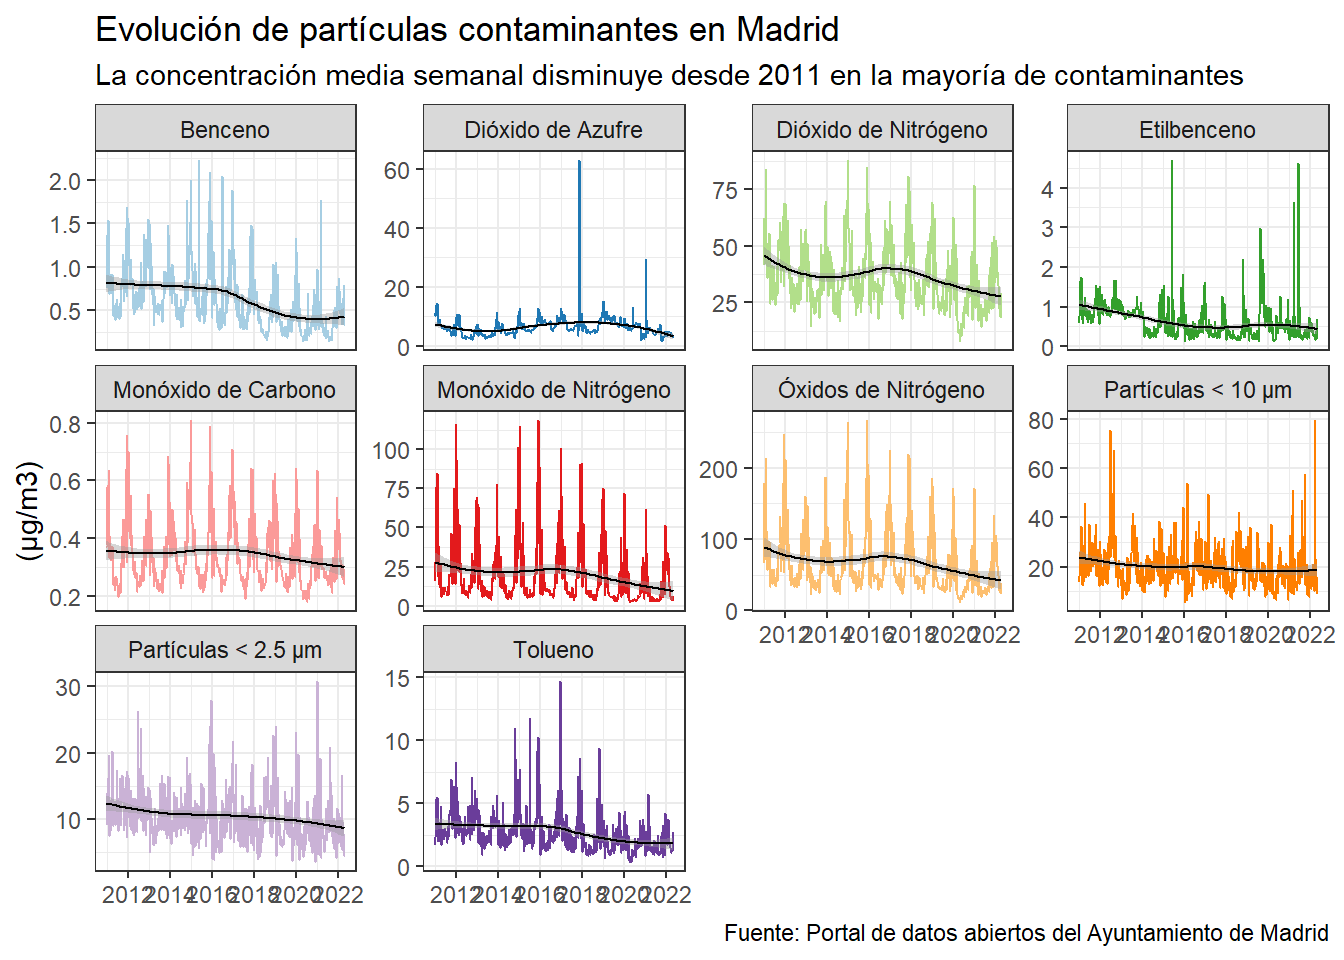 Evolución de partículas contaminantes en Madrid
La concentración media semanal disminuye desde 2011 en la mayoría de contaminantes
Benceno
Dióxido de Azufre
Dióxido de Nitrógeno
Etilbenceno
2.0
1.5
1.0
0.5
60
40
20
0
75
50
25
4
3
2
1
0
Monóxido de Carbono
Monóxido de Nitrógeno
Óxidos de Nitrógeno
Partículas < 10 µm
(µg/m3)
0.8
0.6
0.4
0.2
100
75
50
25
0
200
100
0
80
60
40
20
2012 2014 2016 2018 2020 2022
2012 2014 2016 2018 2020 2022
Partículas < 2.5 µm
Tolueno
30
20
10
15
10
5
0
2012 2014 2016 2018 2020 2022
2012 2014 2016 2018 2020 2022
Fuente: Portal de datos abiertos del Ayuntamiento de Madrid